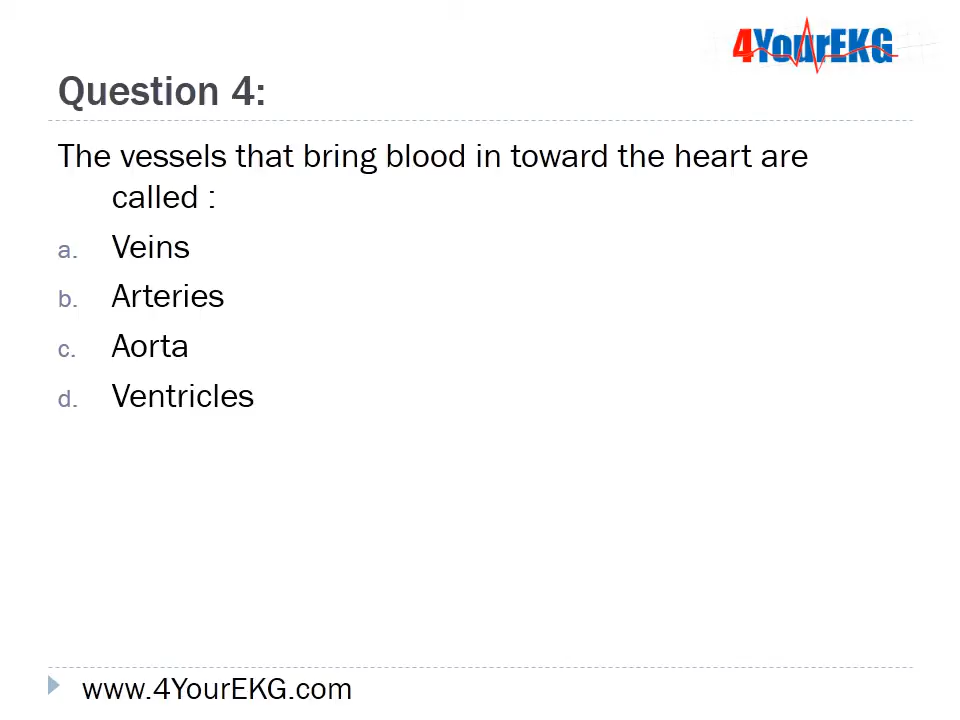 4YourEKG
Question 4:
The vessels that bring blood in toward the heart are
called :
a. Veins
b. Arteries
c. Aorta
d. Ventricles
www.4YourEKG.com